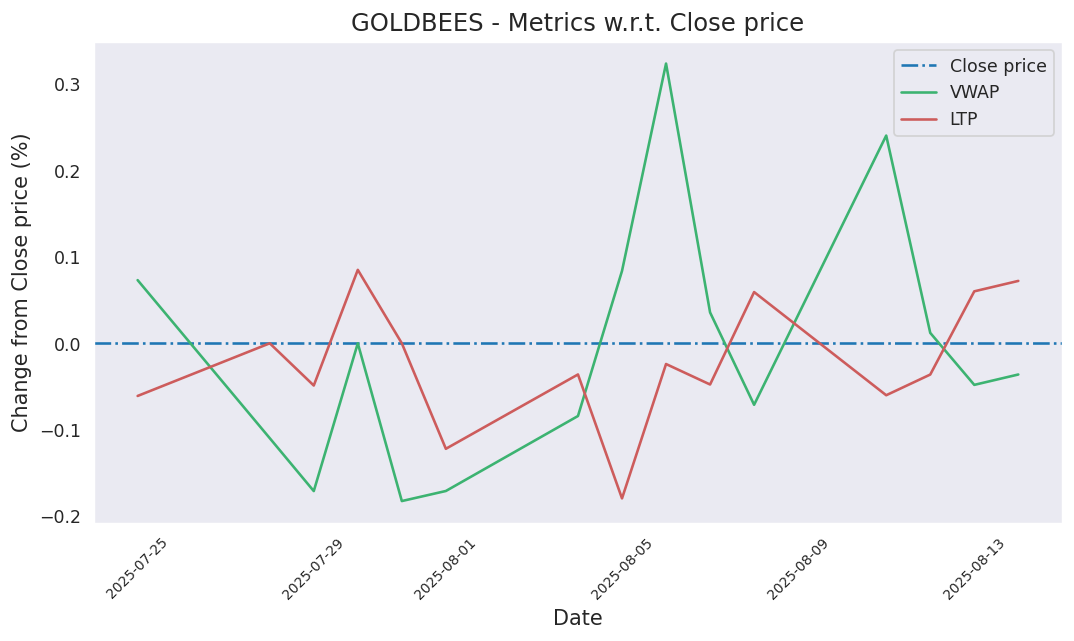 GOLDBEES - Metrics w.r.t. Close price
Close price
VWAP
LTP
Change from Close price (%)
0.3
0.2
0.1
0.0
−0.1
−0.2
2025-07-25
2025-07-29
2025-08-01
2025-08-05
2025-08-09
2025-08-13
Date